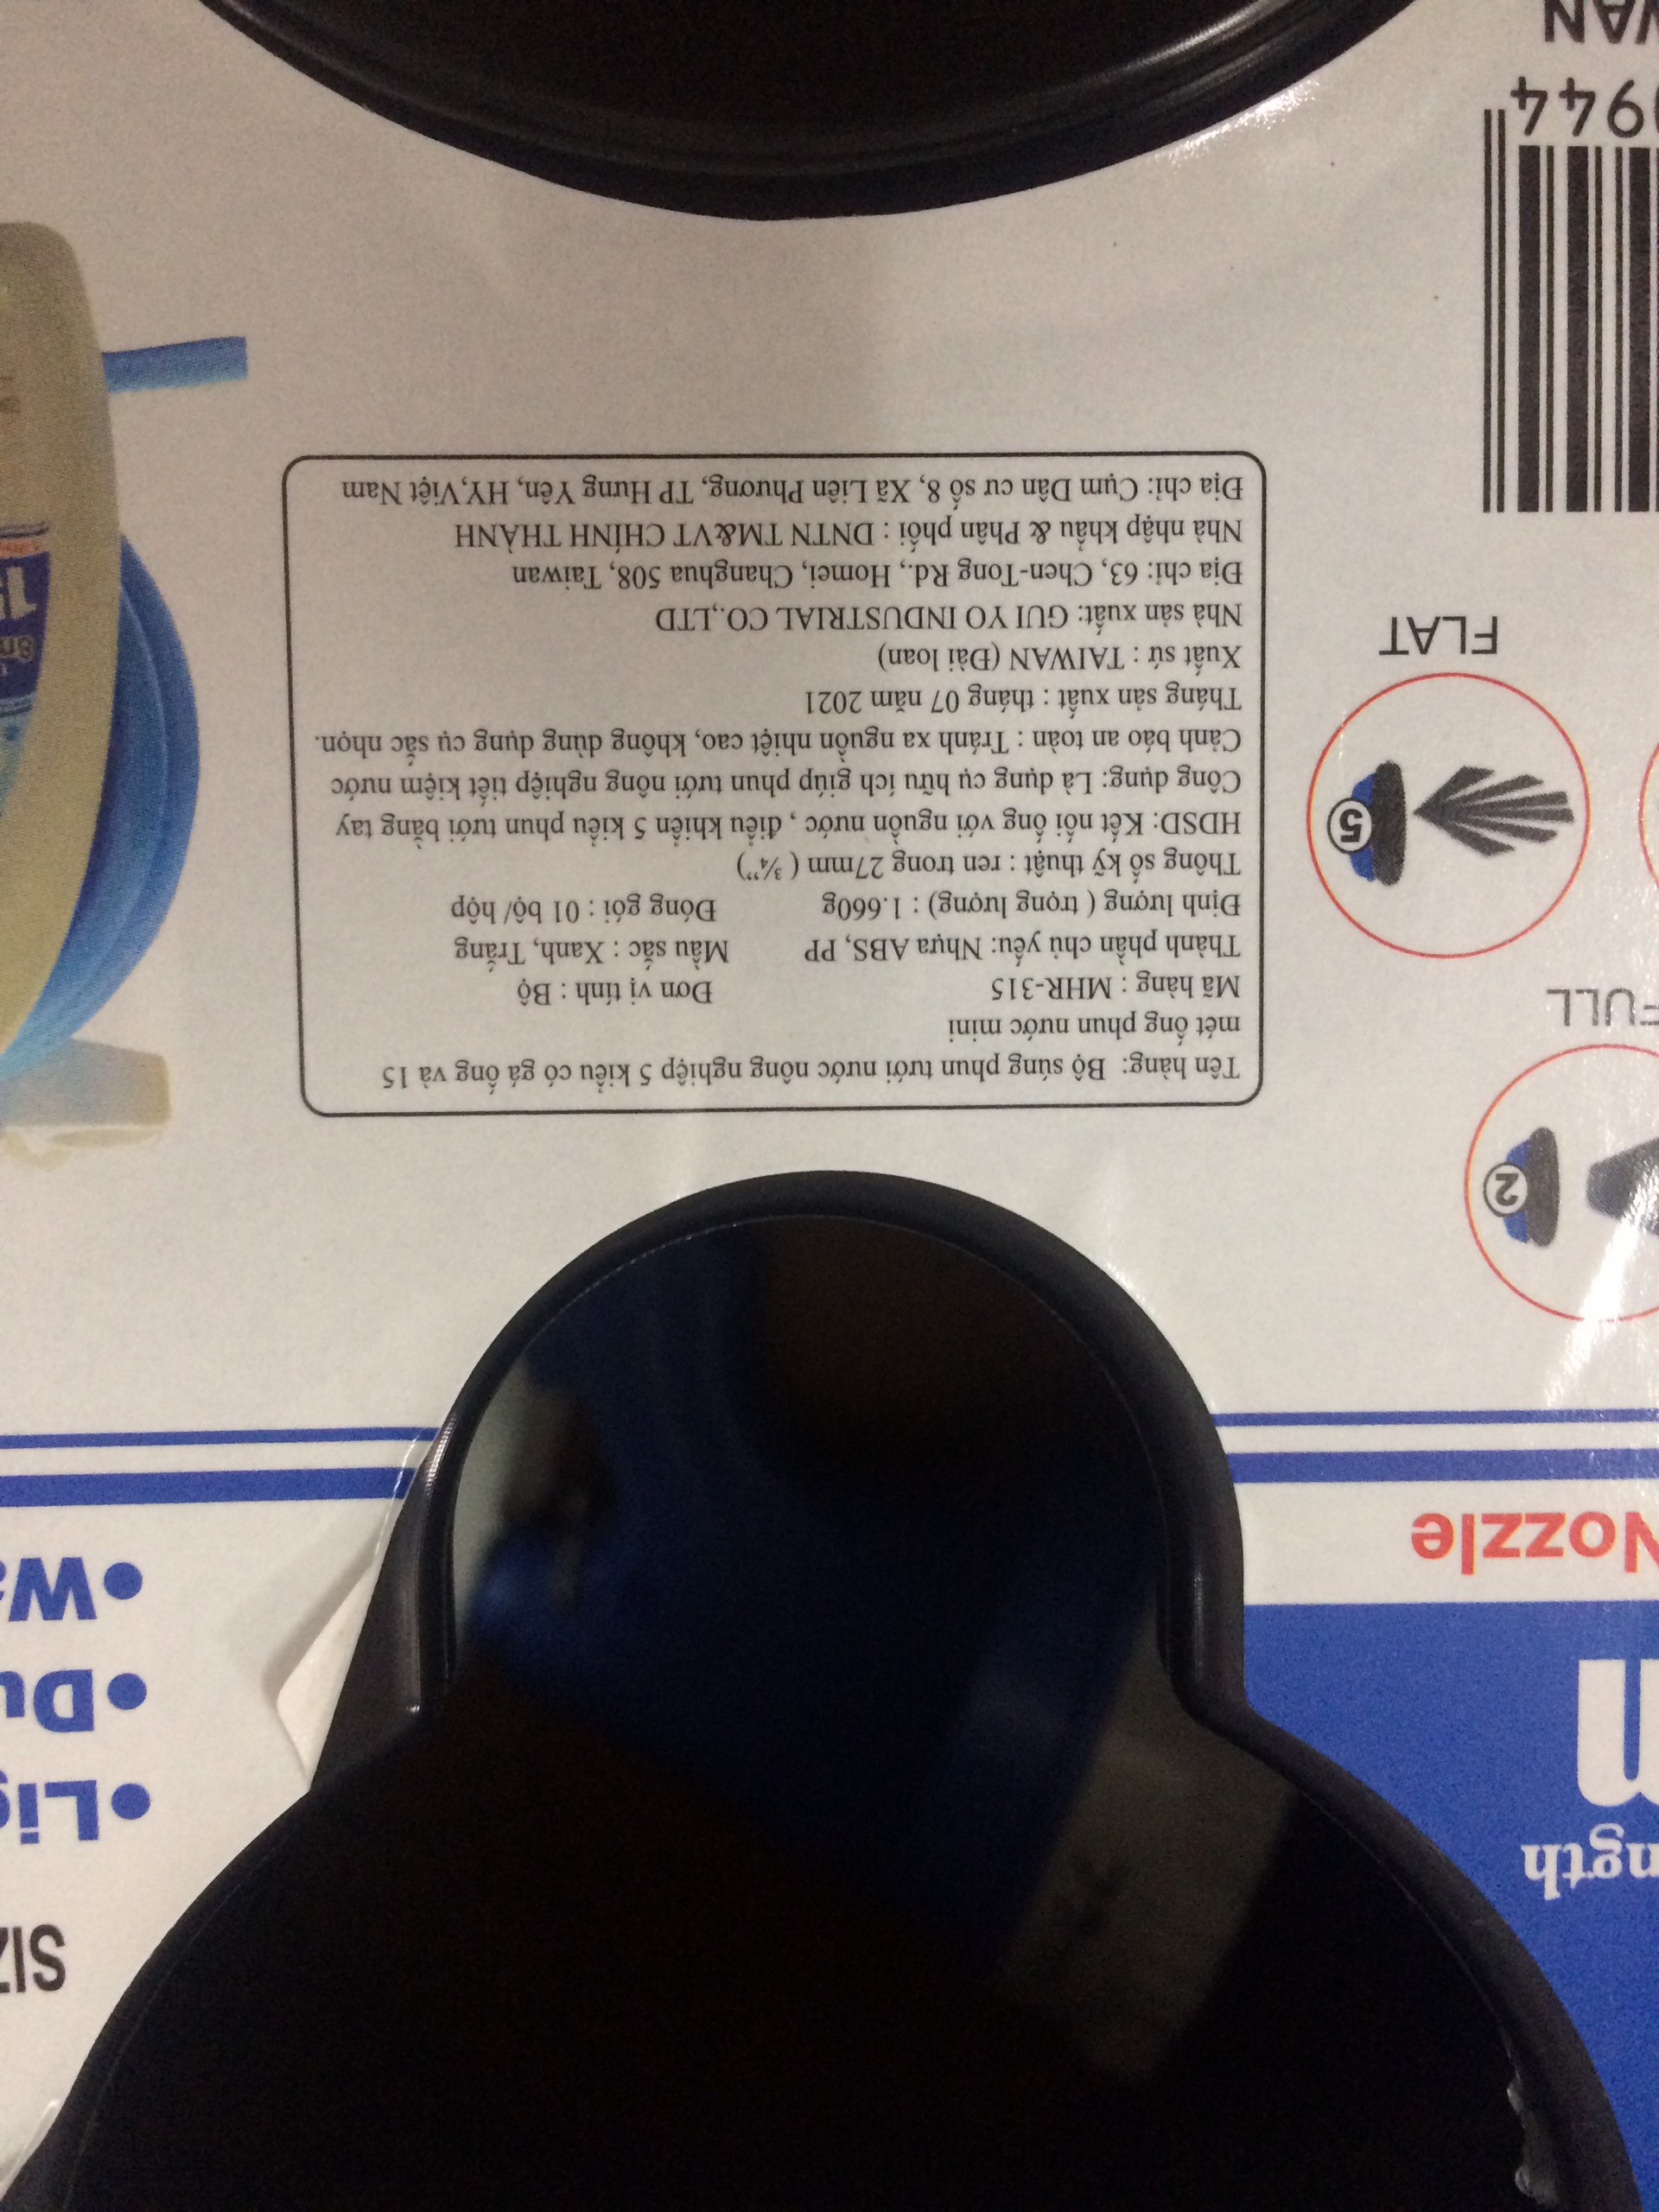 SIZ
ngth
Nozzle
2
FULL
5
FLAT
Tên hàng: Bộ súng phun tưới nước nông nghiệp 5 kiểu có gá ống và 15
mét ống phun nước mini
Mã hàng : MHR-315 Đơn vị tính : Bộ
Thành phần chủ yếu: Nhựa ABS, PP Mầu sắc : Xanh, Trắng
Định lượng ( trọng lượng) : 1.660g Đóng gói : 01 bộ/ hộp
Thông số kỹ thuật : ren trong 27mm ( ¾")
HDSD: Kết nối ống với nguồn nước , điều khiển 5 kiểu phun tưới bằng tay
Công dụng: Là dụng cụ hữu ích giúp phun tưới nông nghiệp tiết kiệm nước
Cảnh báo an toàn : Tránh xa nguồn nhiệt cao, không dùng dụng cụ sắc nhọn.
Tháng sản xuất : tháng 07 năm 2021
Xuất sứ : TAIWAN (Đài loan)
Nhà sản xuất: GUI YO INDUSTRIAL CO.,LTD
Địa chỉ: 63, Chen-Tong Rd., Homei, Changhua 508, Taiwan
Nhà nhập khẩu & Phân phối : DNTN TM&VT CHÍNH THÀNH
Địa chỉ: Cụm Dân cư số 8, Xã Liên Phương, TP Hưng Yên, HY,Việt Nam
944
WAN